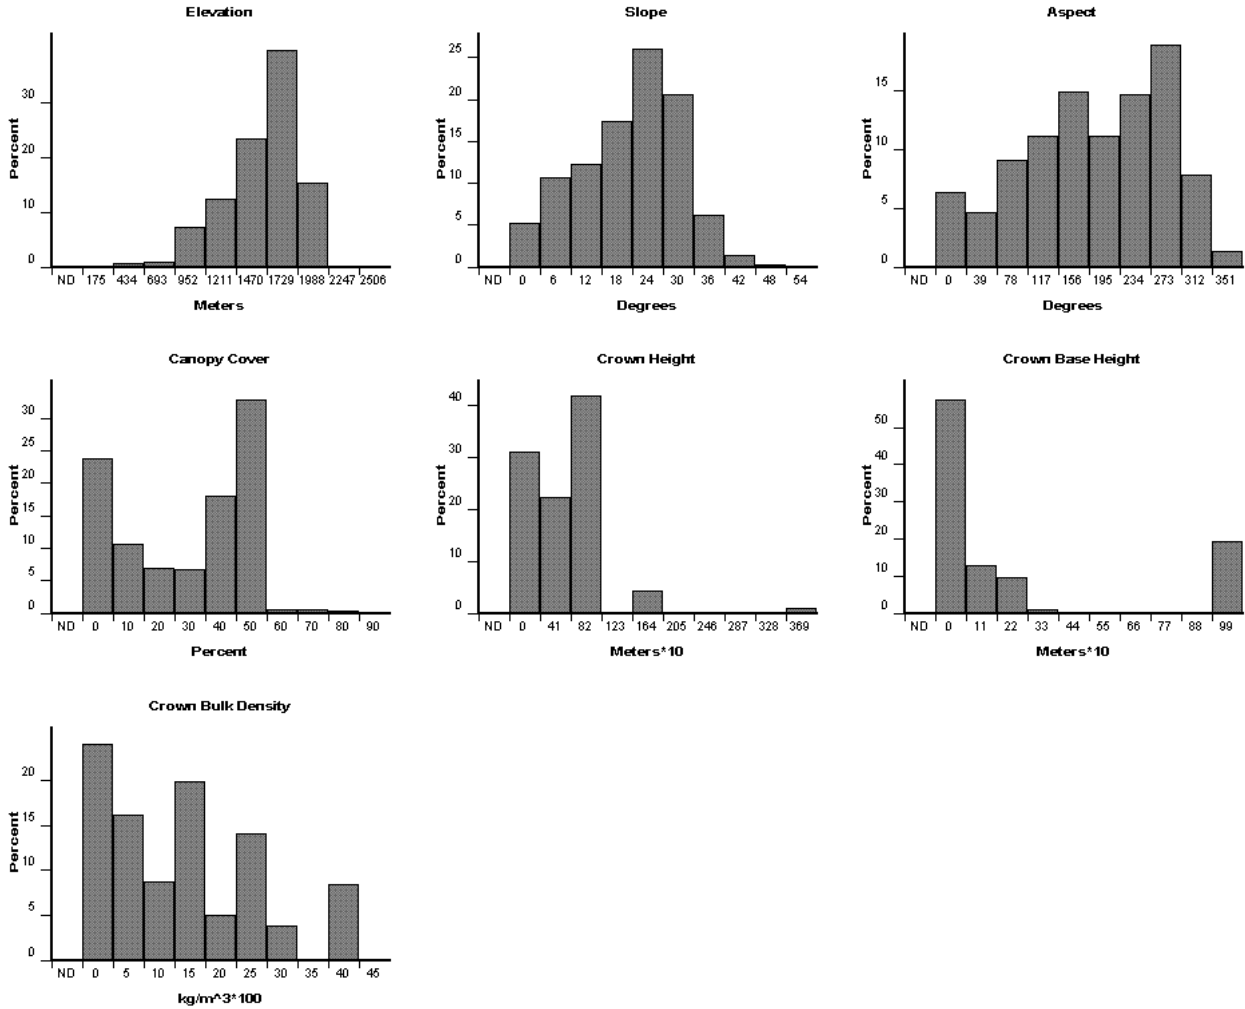 Elevation
Percent
30
20
10
0
ND 175 434 693 952 1211 1470 1729 1988 2247 2506
Meters
Slope
Percent
25
20
15
10
5
0
ND 0 6 12 18 24 30 36 42 48 54
Degrees
Aspect
Percent
15
10
5
0
ND 0 39 78 117 156 195 234 273 312 351
Degrees
Canopy Cover
Percent
30
25
20
15
10
5
0
ND 0 10 20 30 40 50 60 70 80 90
Percent
Crown Height
Percent
40
30
20
10
0
ND 0 41 82 123 164 205 246 287 328 369
Meters*10
Crown Base Height
Percent
50
40
30
20
10
0
ND 0 11 22 33 44 55 66 77 88 99
Meters*10
Crown Bulk Density
Percent
20
15
10
5
0
ND 0 5 10 15 20 25 30 35 40 45
kg/m^3*100